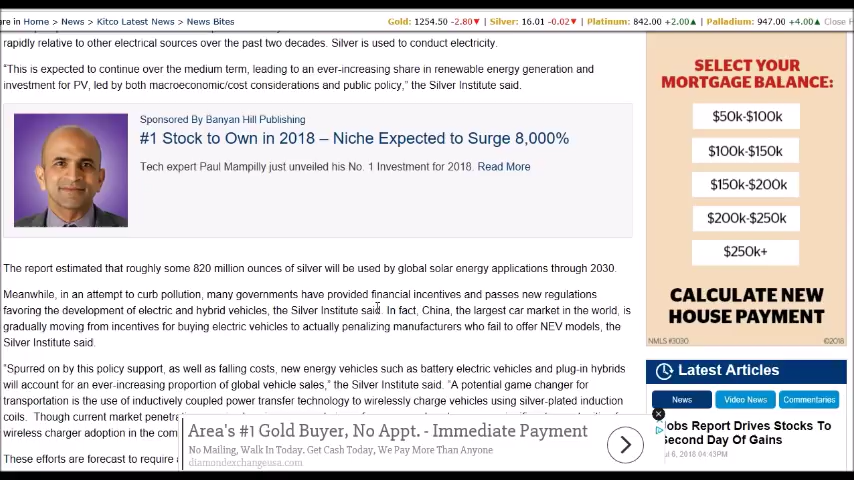 are in Home > News > Kitco Latest News > News Bites
Gold: 1254.50 -2.80▼ | Silver: 16.01 -0.02▼ | Platinum: 842.00 +2.00▲ | Palladium: 947.00 +4.00▲ Close
rapidly relative to other electrical sources over the past two decades. Silver is used to conduct electricity.
“This is expected to continue over the medium term, leading to an ever-increasing share in renewable energy generation and
investment for PV, led by both macroeconomic/cost considerations and public policy,” the Silver Institute said.
Sponsored By Banyan Hill Publishing
#1 Stock to Own in 2018 – Niche Expected to Surge 8,000%
Tech expert Paul Mampilly just unveiled his No. 1 Investment for 2018. Read More
The report estimated that roughly some 820 million ounces of silver will be used by global solar energy applications through 2030.
Meanwhile, in an attempt to curb pollution, many governments have provided financial incentives and passes new regulations
favoring the development of electric and hybrid vehicles, the Silver Institute said. In fact, China, the largest car market in the world, is
gradually moving from incentives for buying electric vehicles to actually penalizing manufacturers who fail to offer NEV models, the
Silver Institute said.
“Spurred on by this policy support, as well as falling costs, new energy vehicles such as battery electric vehicles and plug-in hybrids
will account for an ever-increasing proportion of global vehicle sales,” the Silver Institute said. “A potential game changer for
transportation is the use of inductively coupled power transfer technology to wirelessly charge vehicles using silver-plated induction
coils. Though current market penetra
wireless charger adoption in the com
These efforts are forecast to require a
SELECT YOUR
MORTGAGE BALANCE:
$50k-$100k
$100k-$150k
$150k-$200k
$200k-$250k
$250k+
CALCULATE NEW
HOUSE PAYMENT
NMLS #3030
©2018
Latest Articles
News
Video News
Commentaries
Jobs Report Drives Stocks To
Second Day Of Gains
Jul 6, 2018 04:43PM
Area's #1 Gold Buyer, No Appt. - Immediate Payment
No Mailing, Walk In Today. Get Cash Today, We Pay More Than Anyone
diamondexchangeusa.com